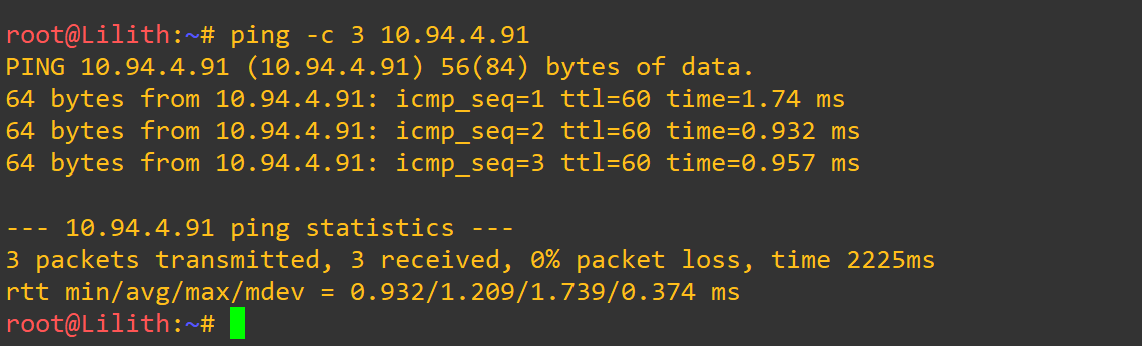 root@Lilith:~# ping -c 3 10.94.4.91
PING 10.94.4.91 (10.94.4.91) 56(84) bytes of data.
64 bytes from 10.94.4.91: icmp_seq=1 ttl=60 time=1.74 ms
64 bytes from 10.94.4.91: icmp_seq=2 ttl=60 time=0.932 ms
64 bytes from 10.94.4.91: icmp_seq=3 ttl=60 time=0.957 ms

--- 10.94.4.91 ping statistics ---
3 packets transmitted, 3 received, 0% packet loss, time 2225ms
rtt min/avg/max/mdev = 0.932/1.209/1.739/0.374 ms
root@Lilith:~#